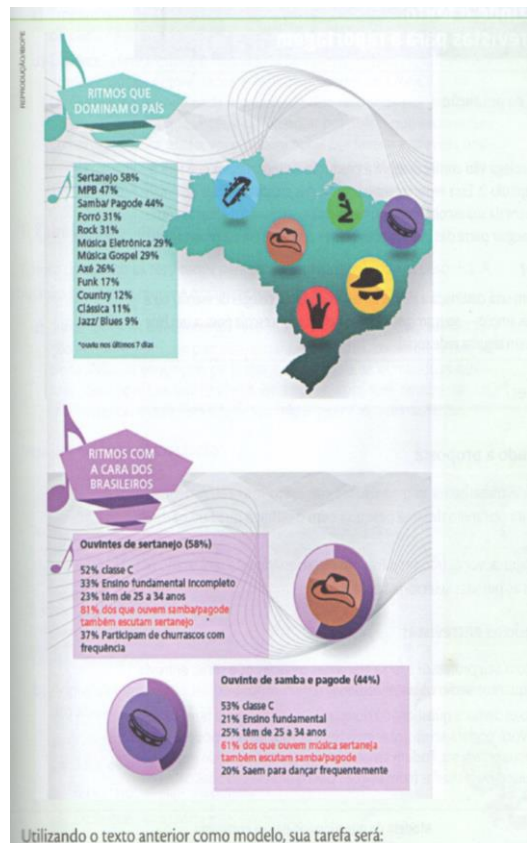 REPRODUÇÃO/IBOPE
RITMOS QUE
DOMINAM O PAÍS
Sertanejo 58%
MPB 47%
Samba/ Pagode 44%
Forró 31%
Rock 31%
Música Eletrônica 29%
Música Gospel 29%
Axé 26%
Funk 17%
Country 12%
Clássica 11%
Jazz/ Blues 9%
*ouviu nos últimos 7 dias
RITMOS COM
A CARA DOS
BRASILEIROS
Ouvintes de sertanejo (58%)
52% classe C
33% Ensino fundamental incompleto
23% têm de 25 a 34 anos
61% dos que ouvem samba/pagode
também escutam sertanejo
37% Participam de churrascos com
frequência
Ouvinte de samba e pagode (44%)
53% classe C
21% Ensino fundamental
25% têm de 25 a 34 anos
61% dos que ouvem música sertaneja
também escutam samba/pagode
20% Saem para dançar frequentemente
Utilizando o texto anterior como modelo, sua tarefa será: